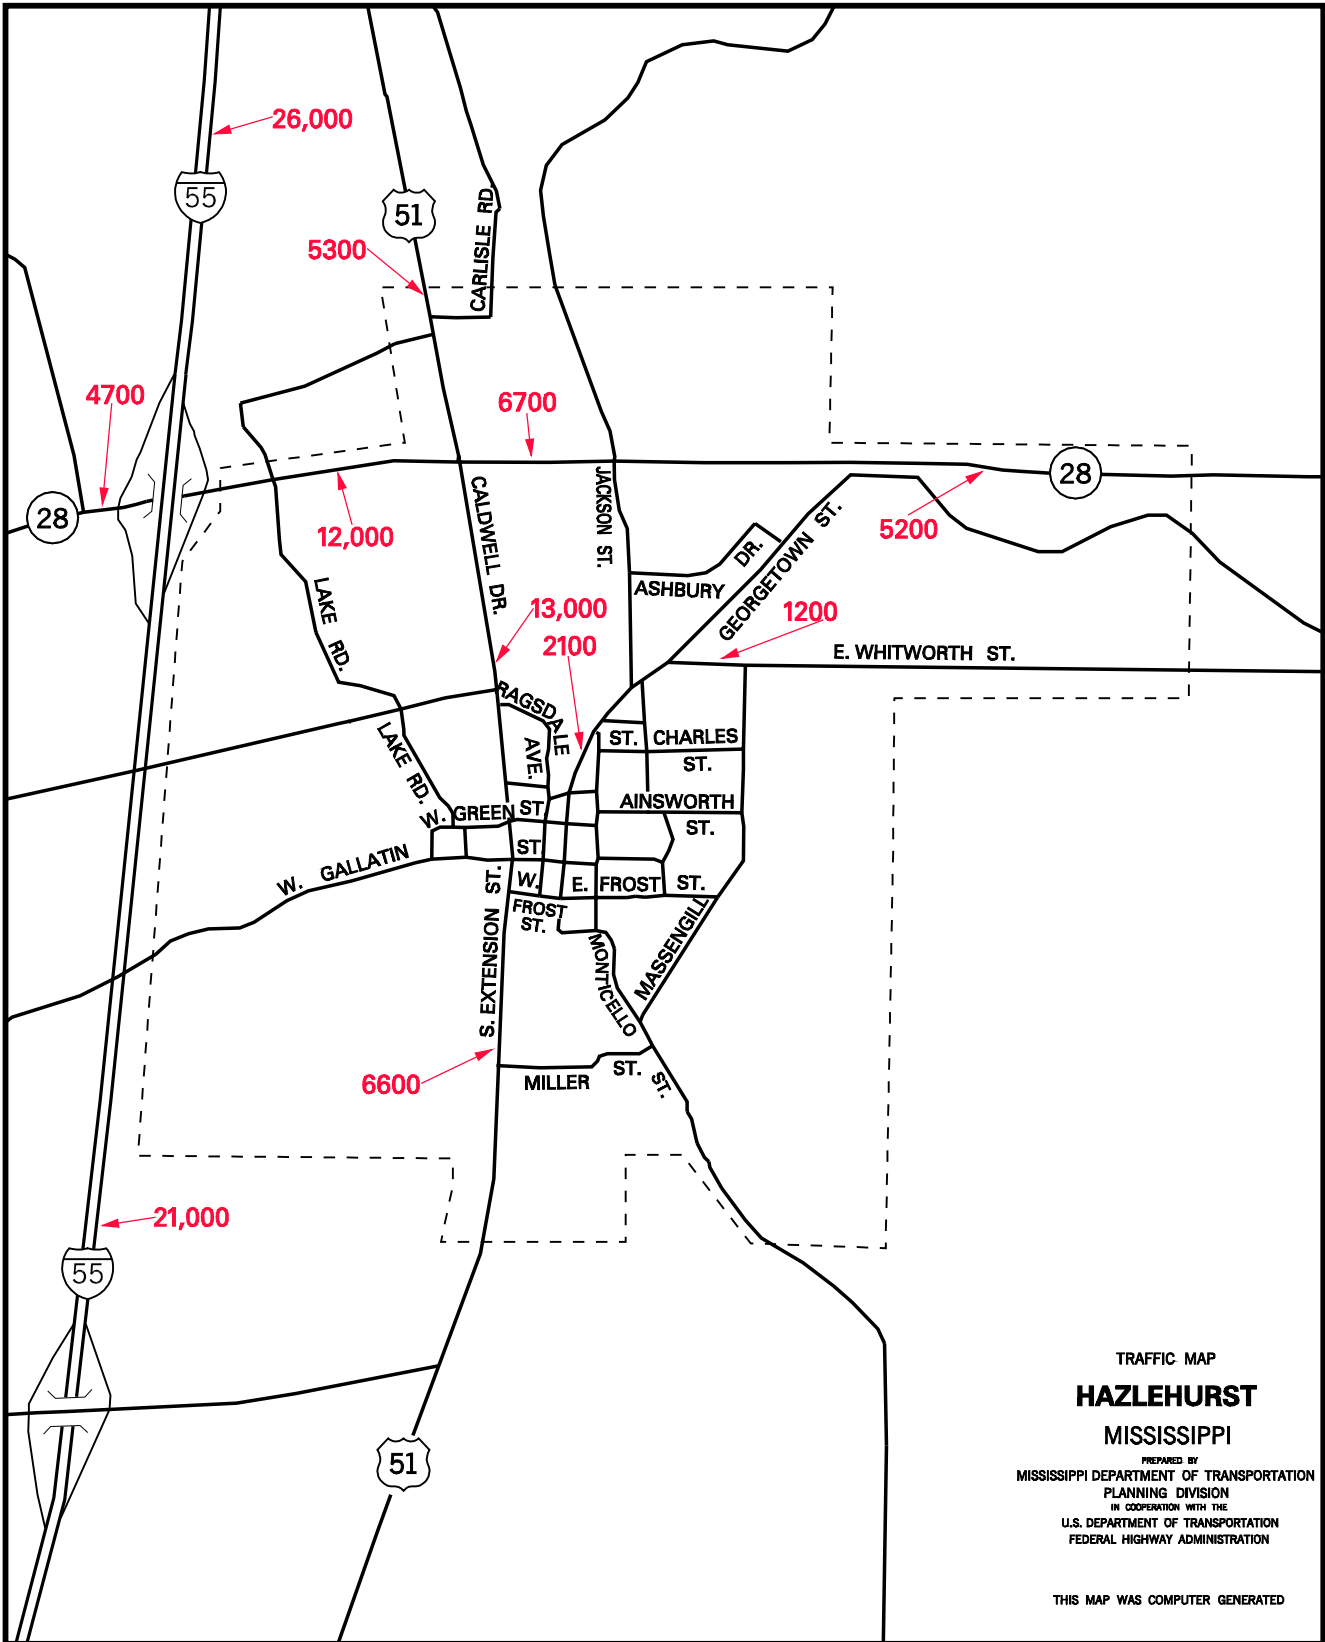 26,000
55
51
5300
CARLISLE RD.
4700
6700
28
28
12,000
5200
CALDWELL DR.
JACKSON ST.
GEORGETOWN ST.
ASHBURY DR.
LAKE RD.
13,000
1200
2100
E. WHITWORTH ST.
RAGSDALE AVE.
LAKE RD.
ST. CHARLES ST.
AINSWORTH ST.
W. GREEN ST.
W. GALLATIN ST.
W. FROST ST.
E. FROST ST.
S. EXTENSION ST.
MASSENGILL
MONTICELLO ST.
6600
MILLER ST.
21,000
55
51
TRAFFIC MAP
HAZLEHURST
MISSISSIPPI
PREPARED BY
MISSISSIPPI DEPARTMENT OF TRANSPORTATION
PLANNING DIVISION
IN COOPERATION WITH THE
U.S. DEPARTMENT OF TRANSPORTATION
FEDERAL HIGHWAY ADMINISTRATION
THIS MAP WAS COMPUTER GENERATED